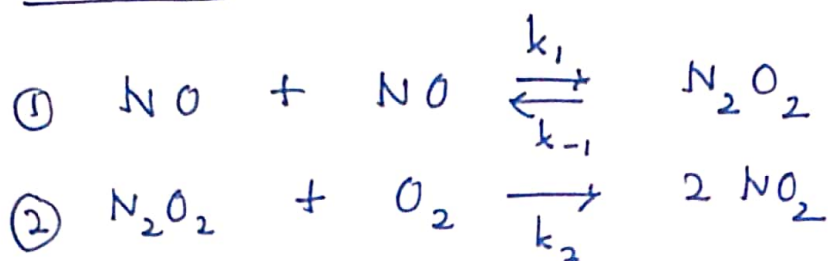 ① NO + NO ⇌ N₂O₂
k₁
k₋₁
② N₂O₂ + O₂ → 2 NO₂
k₂